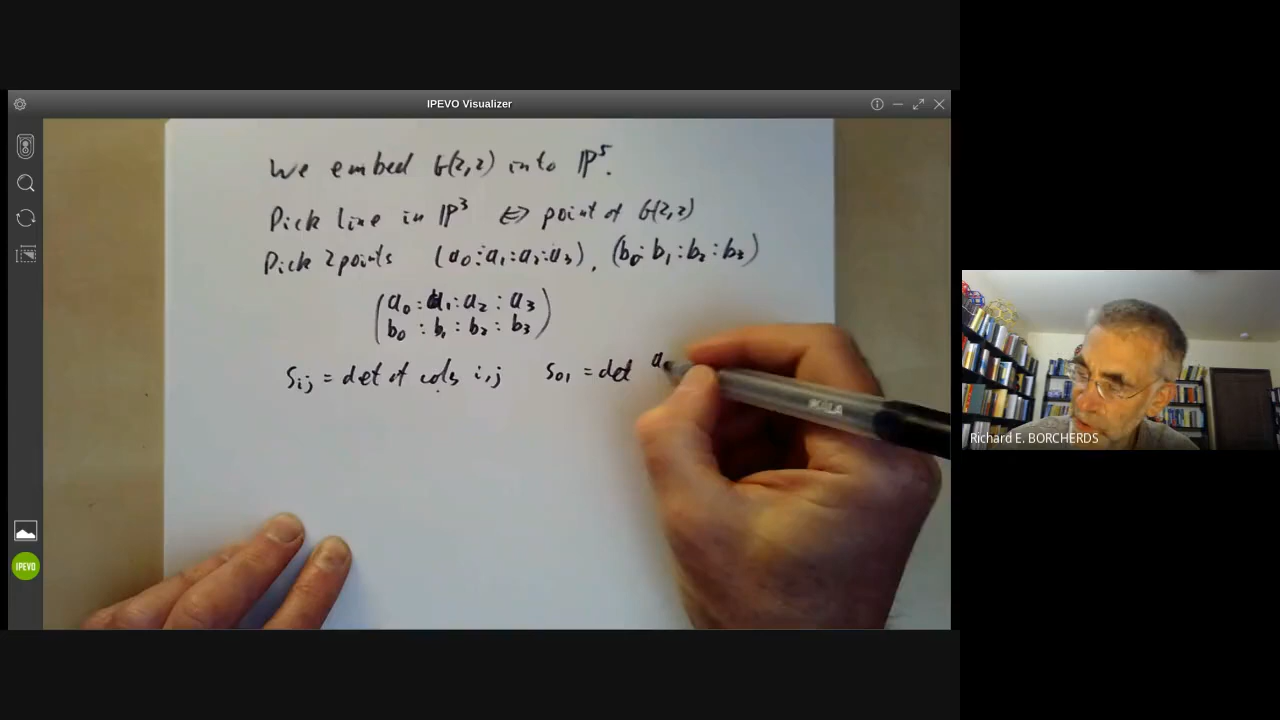 IPEVO Visualizer
We embed G(2,2) into ℙ⁵.
Pick line in ℙ³ ⇔ point of G(2,2)
Pick 2 points (a₀:a₁:a₂:a₃), (b₀:b₁:b₂:b₃)
(a₀:a₁:a₂:a₃
b₀:b₁:b₂:b₃)
Sᵢⱼ = det of cols i,j S₀₁ = det a₀
Richard E. BORCHERDS
IPEVO